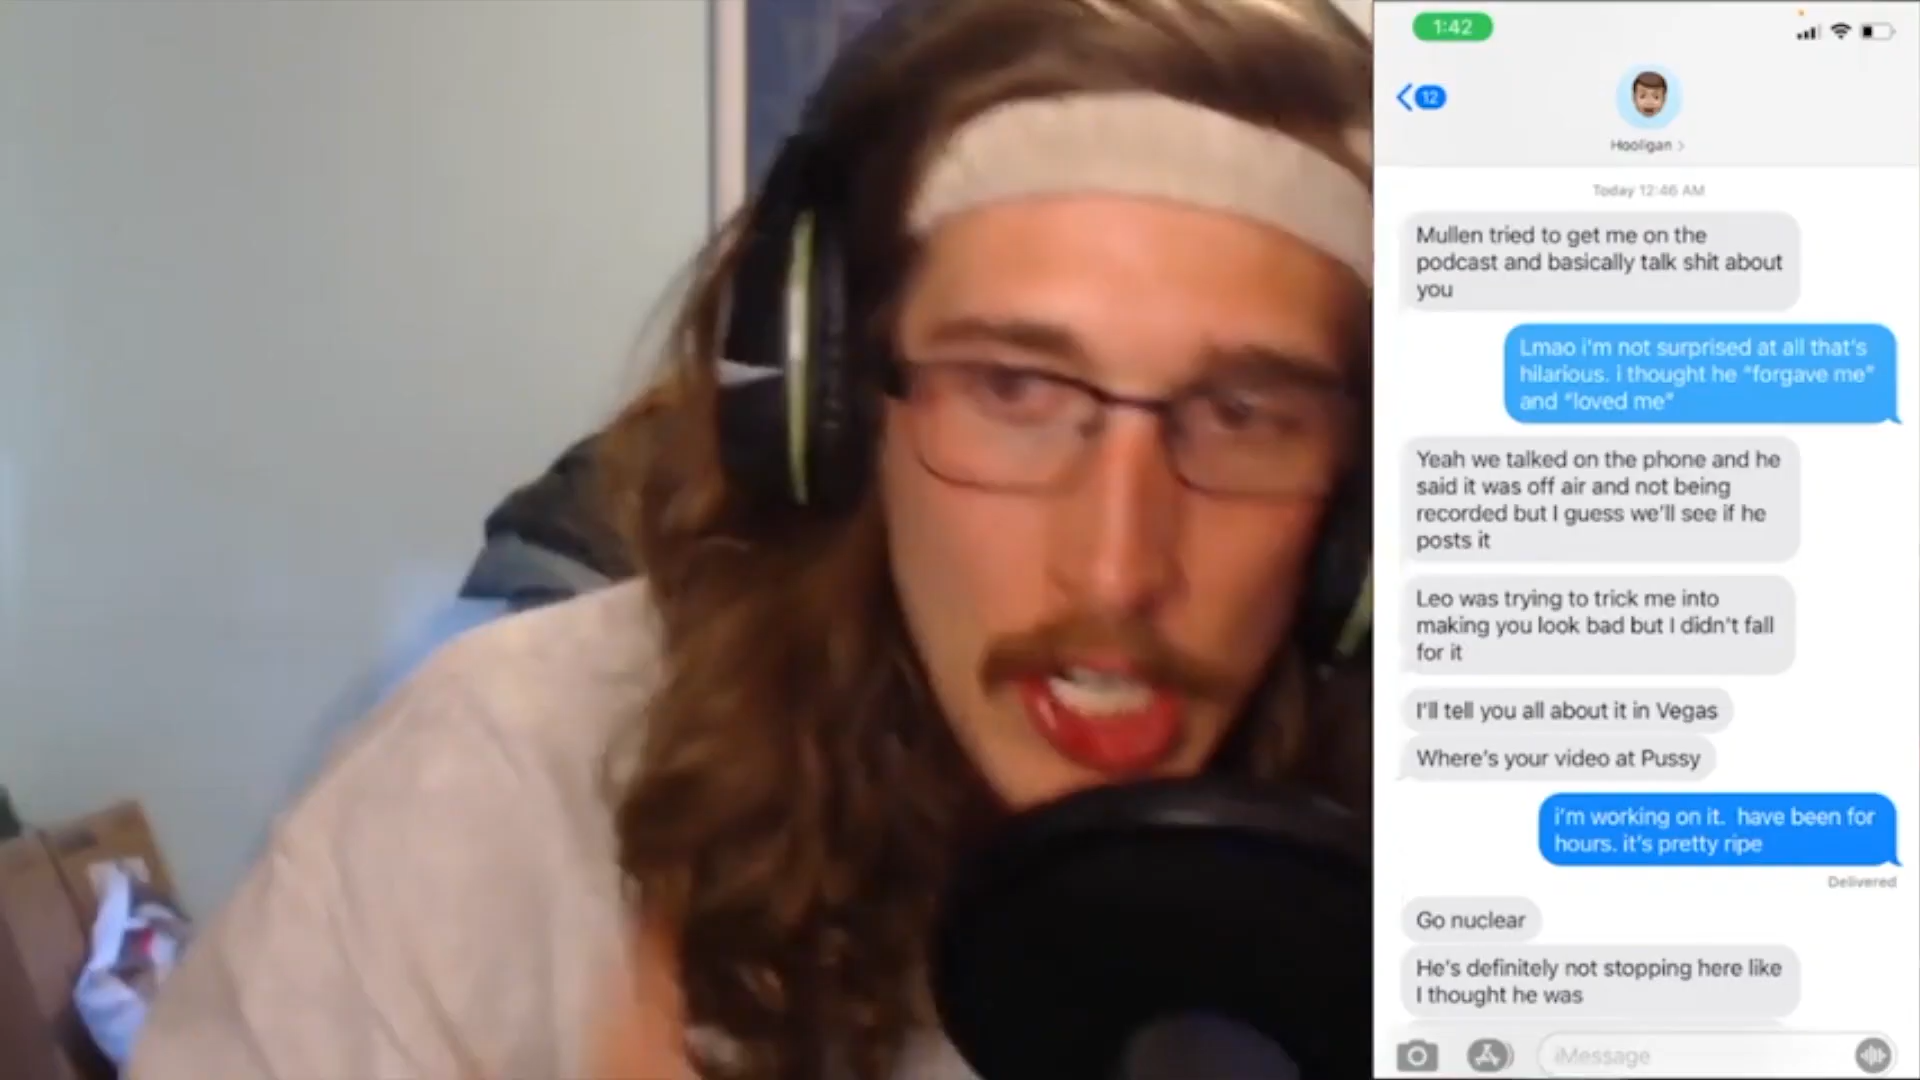 1:42
12
Hooligan
Today 12:46 AM
Mullen tried to get me on the
podcast and basically talk shit about
you
Lmao i'm not surprised at all that's
hilarious. i thought he "forgave me"
and "loved me"
Yeah we talked on the phone and he
said it was off air and not being
recorded but I guess we'll see if he
posts it
Leo was trying to trick me into
making you look bad but I didn't fall
for it
I'll tell you all about it in Vegas
Where's your video at Pussy
i'm working on it.  have been for
hours. it's pretty ripe
Delivered
Go nuclear
He's definitely not stopping here like
I thought he was
iMessage